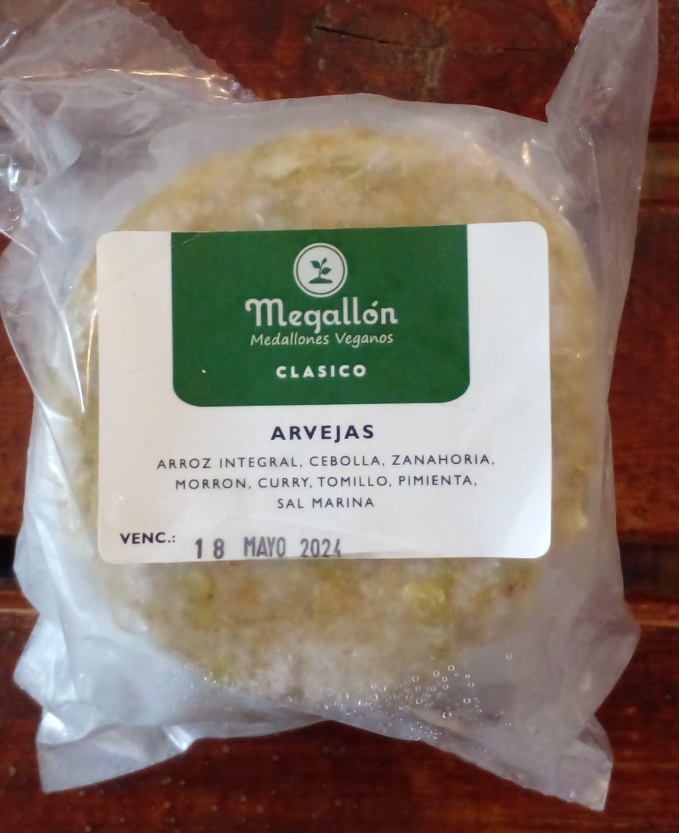 Megallón
Medallones Veganos
CLASICO
ARVEJAS
ARROZ INTEGRAL, CEBOLLA, ZANAHORIA,
MORRON, CURRY, TOMILLO, PIMIENTA,
SAL MARINA
VENC.: 18 MAYO 2024